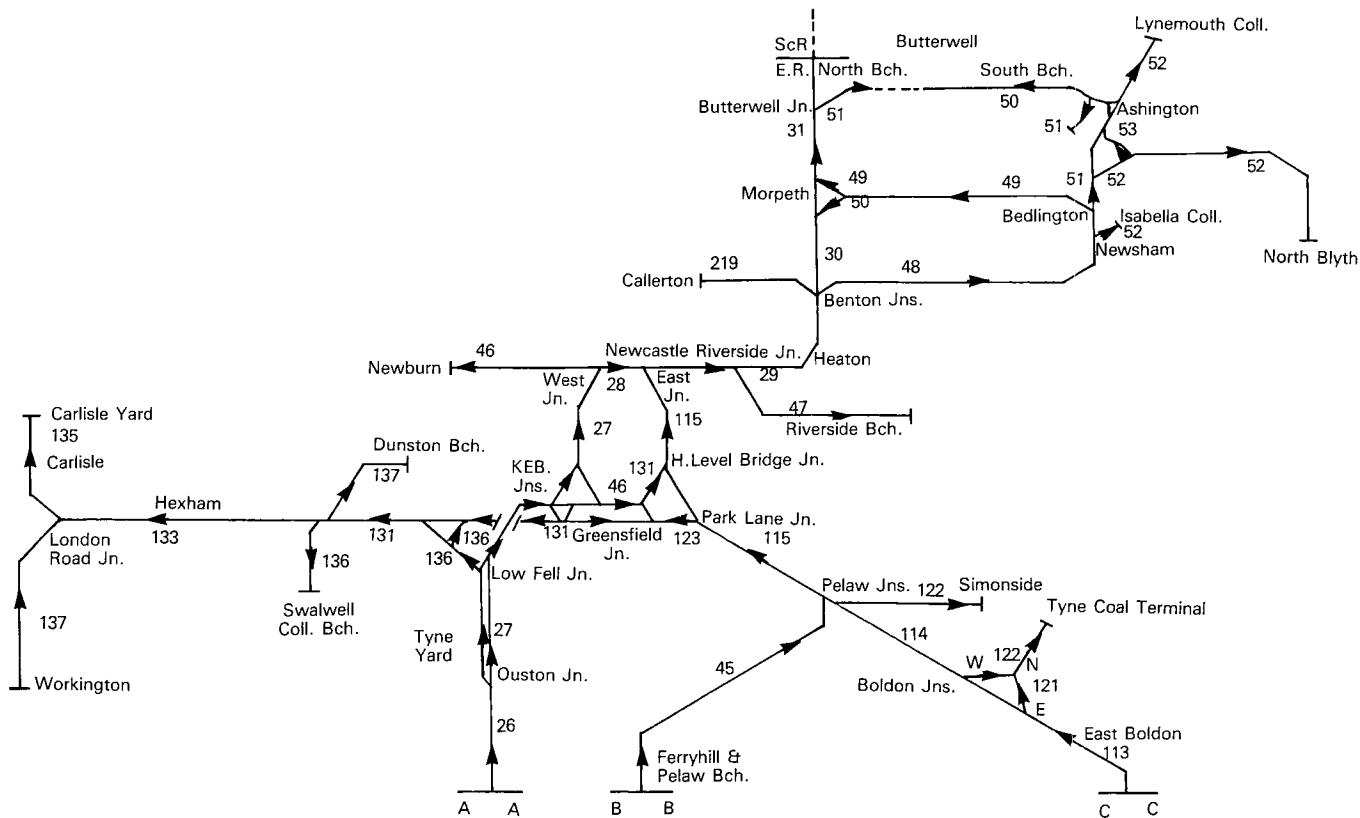 Lynemouth Coll.
ScR
Butterwell
E.R.
North Bch.
South Bch.
52
Butterwell Jn.
51
50
Ashington
51
53
31
49
49
51
52
52
Morpeth
50
Bedlington
Isabella Coll.
52
Newsham
North Blyth
30
219
48
Callerton
Benton Jns.
46
Newcastle Riverside Jn.
Heaton
Newburn
West
Jn.
28
East
Jn.
29
47
Riverside Bch.
Carlisle Yard
135
Carlisle
Dunston Bch.
137
27
115
KEB.
Jns.
46
131
H.Level Bridge Jn.
Hexham
Park Lane Jn.
London
Road Jn.
133
131
136
136
131
Greensfield
Jn.
123
115
136
Low Fell Jn.
Swalwell
Coll. Bch.
Pelaw Jns.
122
Simonside
Tyne Coal Terminal
137
Tyne
Yard
27
114
W
122
N
45
Ouston Jn.
Boldon Jns.
121
Workington
E
26
East Boldon
113
Ferryhill &
Pelaw Bch.
A A
B B
C C